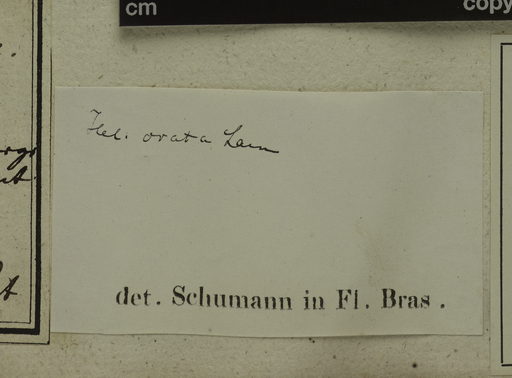 cm
copy
Hel. ovata Lam
det. Schumann in Fl. Bras.